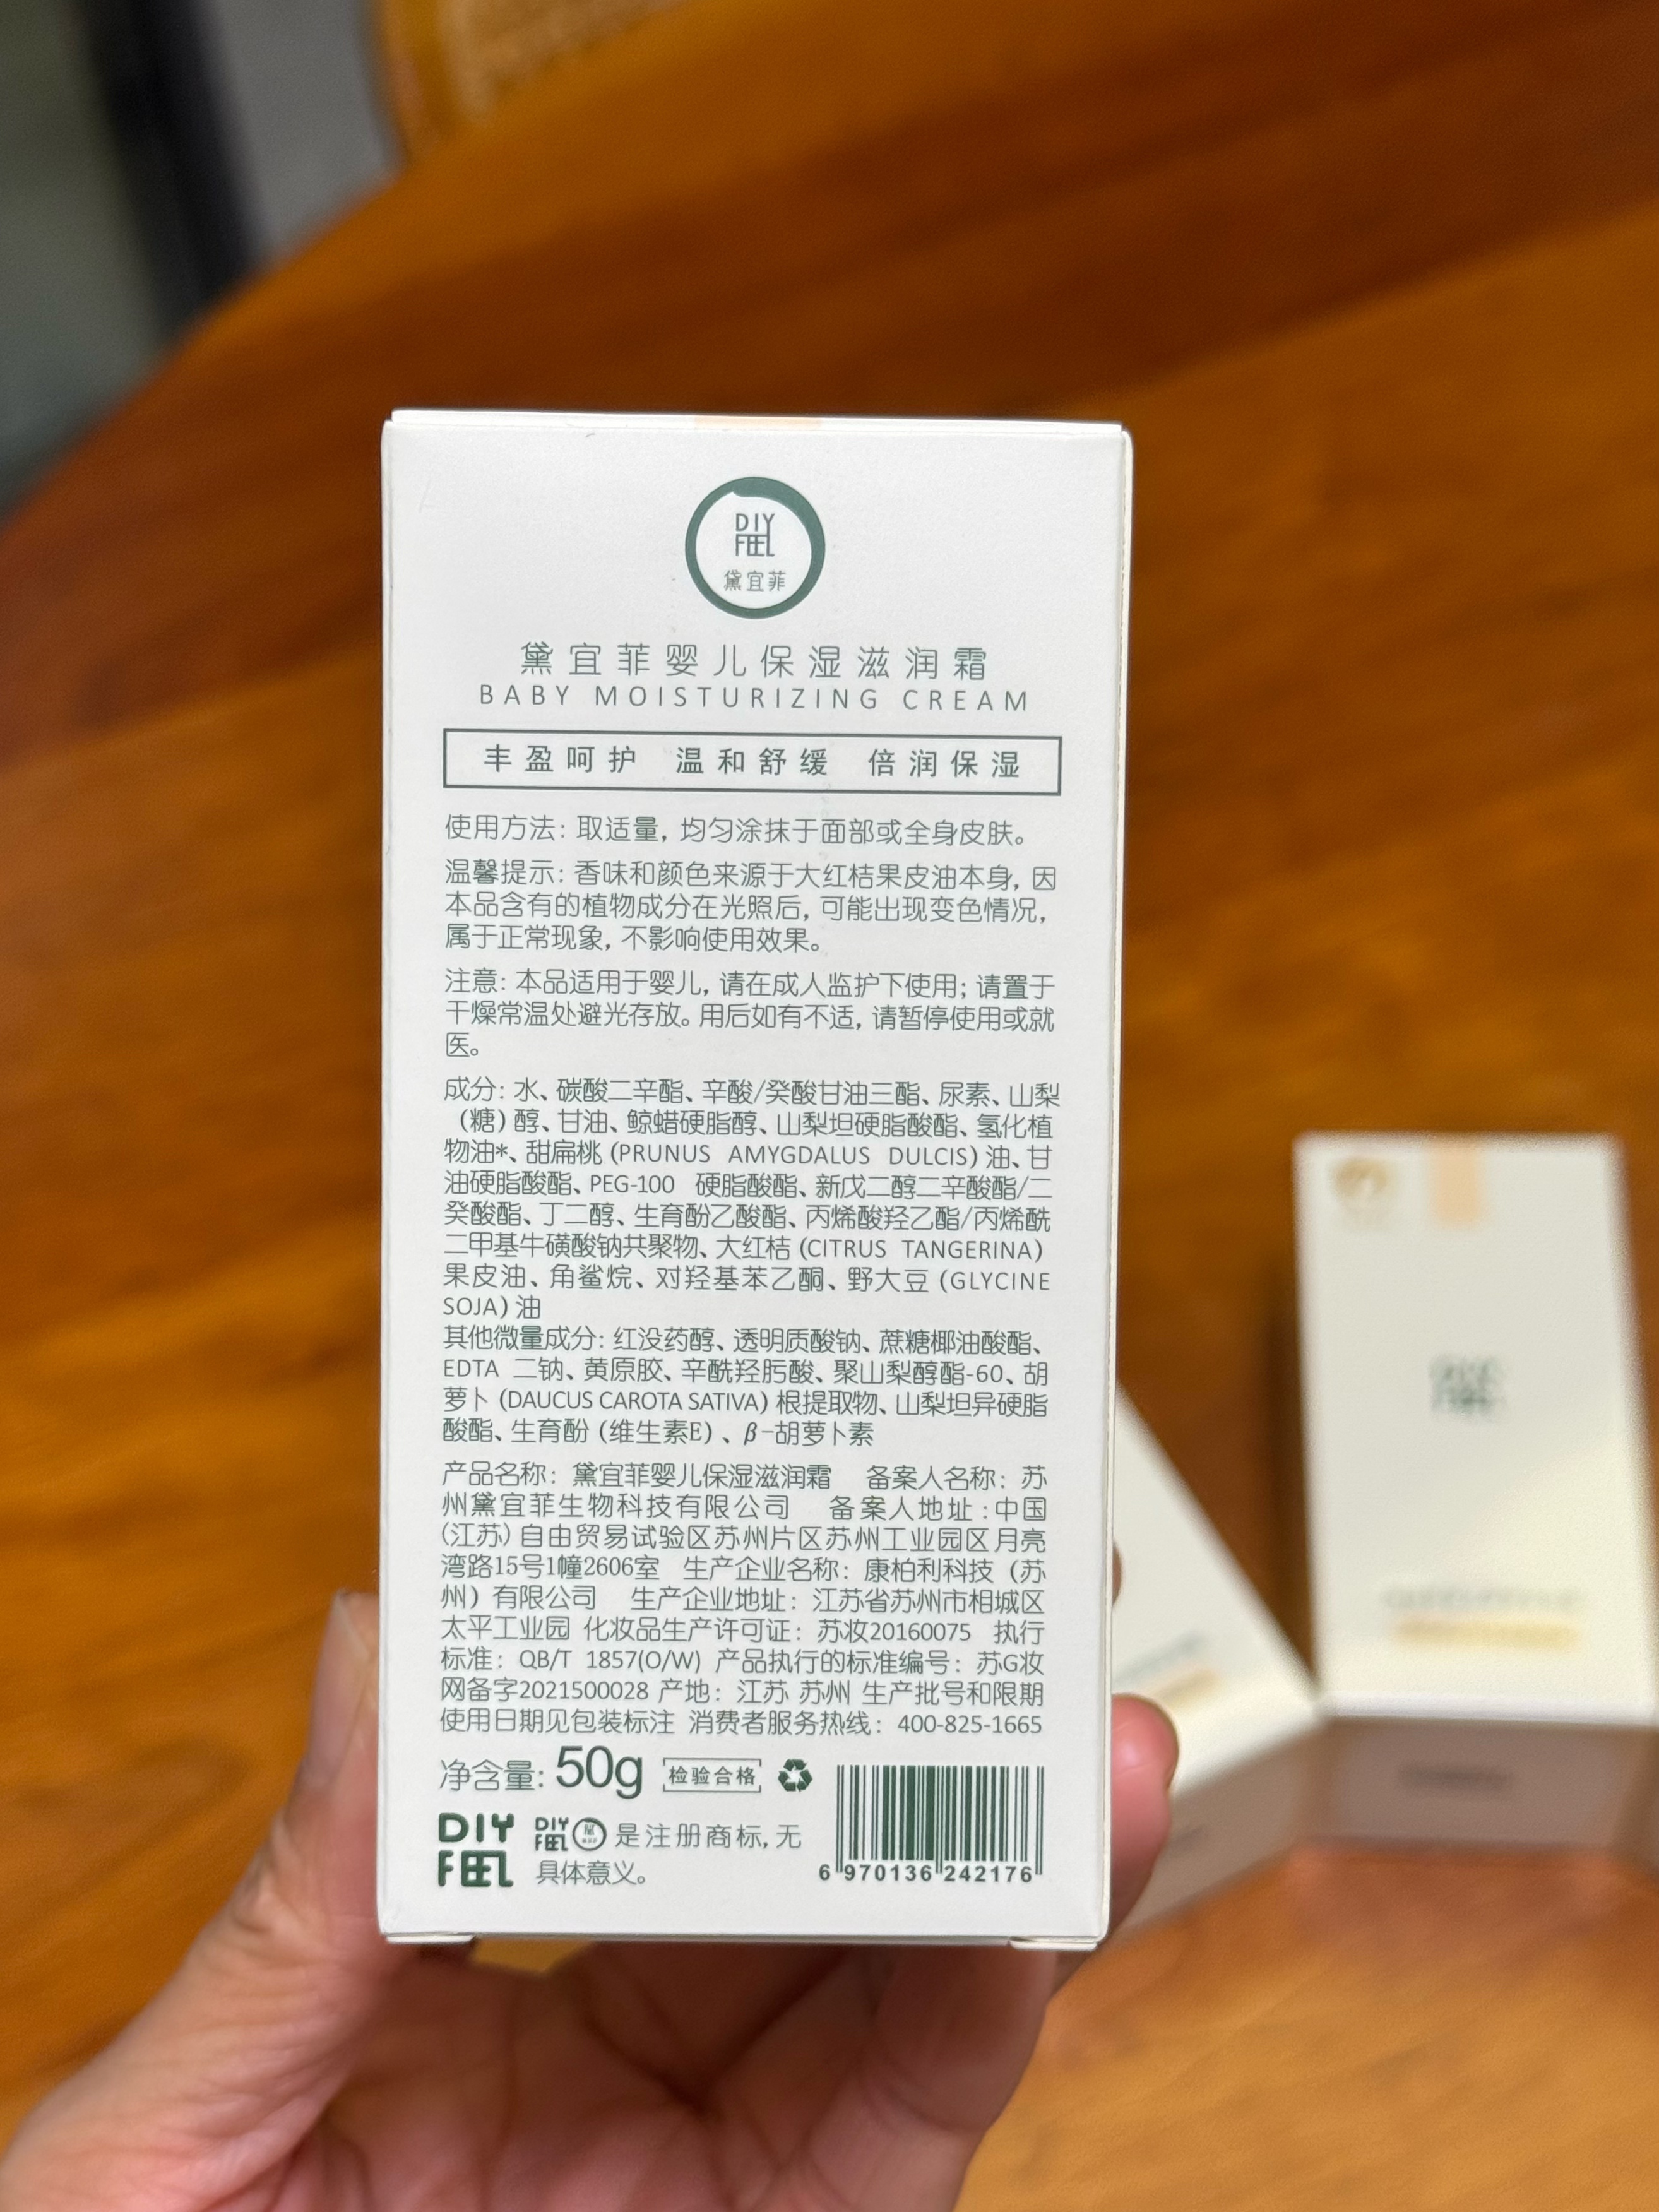 DIY
FEEL
黛宜菲
黛宜菲婴儿保湿滋润霜
BABY MOISTURIZING CREAM
丰盈呵护 温和舒缓 倍润保湿
使用方法：取适量，均匀涂抹于面部或全身皮肤。
温馨提示：香味和颜色来源于大红桔果皮油本身，因
本品含有的植物成分在光照后，可能出现变色情况，
属于正常现象，不影响使用效果。
注意：本品适用于婴儿，请在成人监护下使用；请置于
干燥常温处避光存放。用后如有不适，请暂停使用或就
医。
成分：水、碳酸二辛酯、辛酸/癸酸甘油三酯、尿素、山梨
（糖）醇、甘油、鲸蜡硬脂醇、山梨坦硬脂酸酯、氢化植
物油*、甜扁桃 (PRUNUS AMYGDALUS DULCIS) 油、甘
油硬脂酸酯、PEG-100 硬脂酸酯、新戊二醇二辛酸酯/二
癸酸酯、丁二醇、生育酚乙酸酯、丙烯酸羟乙酯/丙烯酰
二甲基牛磺酸钠共聚物、大红桔 (CITRUS TANGERINA)
果皮油、角鲨烷、对羟基苯乙酮、野大豆 (GLYCINE
SOJA) 油
其他微量成分：红没药醇、透明质酸钠、蔗糖椰油酸酯、
EDTA 二钠、黄原胶、辛酰羟肟酸、聚山梨醇酯-60、胡
萝卜 (DAUCUS CAROTA SATIVA) 根提取物、山梨坦异硬脂
酸酯、生育酚（维生素E）、β-胡萝卜素
产品名称：黛宜菲婴儿保湿滋润霜 备案人名称：苏
州黛宜菲生物科技有限公司 备案人地址：中国
(江苏) 自由贸易试验区苏州片区苏州工业园区月亮
湾路15号1幢2606室 生产企业名称：康柏利科技（苏
州）有限公司 生产企业地址：江苏省苏州市相城区
太平工业园 化妆品生产许可证：苏妆20160075 执行
标准：QB/T 1857(O/W) 产品执行的标准编号：苏G妆
网备字2021500028 产地：江苏 苏州 生产批号和限期
使用日期见包装标注 消费者服务热线：400-825-1665
净含量：50g 检验合格
DIY
FEEL
DIY
FEEL 是注册商标，无
具体意义。
6 970136 242176